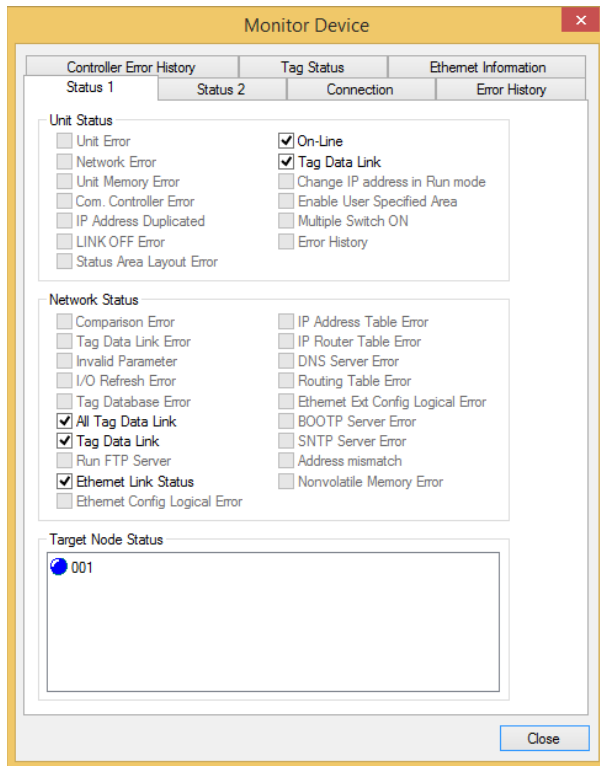 Monitor Device
Controller Error History
Tag Status
Ethernet Information
Status 1
Status 2
Connection
Error History
Unit Status
Unit Error
Network Error
Unit Memory Error
Com. Controller Error
IP Address Duplicated
LINK OFF Error
Status Area Layout Error
On-Line
Tag Data Link
Change IP address in Run mode
Enable User Specified Area
Multiple Switch ON
Error History
Network Status
Comparison Error
Tag Data Link Error
Invalid Parameter
I/O Refresh Error
Tag Database Error
All Tag Data Link
Tag Data Link
Run FTP Server
Ethernet Link Status
Ethernet Config Logical Error
IP Address Table Error
IP Router Table Error
DNS Server Error
Routing Table Error
Ethernet Ext Config Logical Error
BOOTP Server Error
SNTP Server Error
Address mismatch
Nonvolatile Memory Error
Target Node Status
001
Close